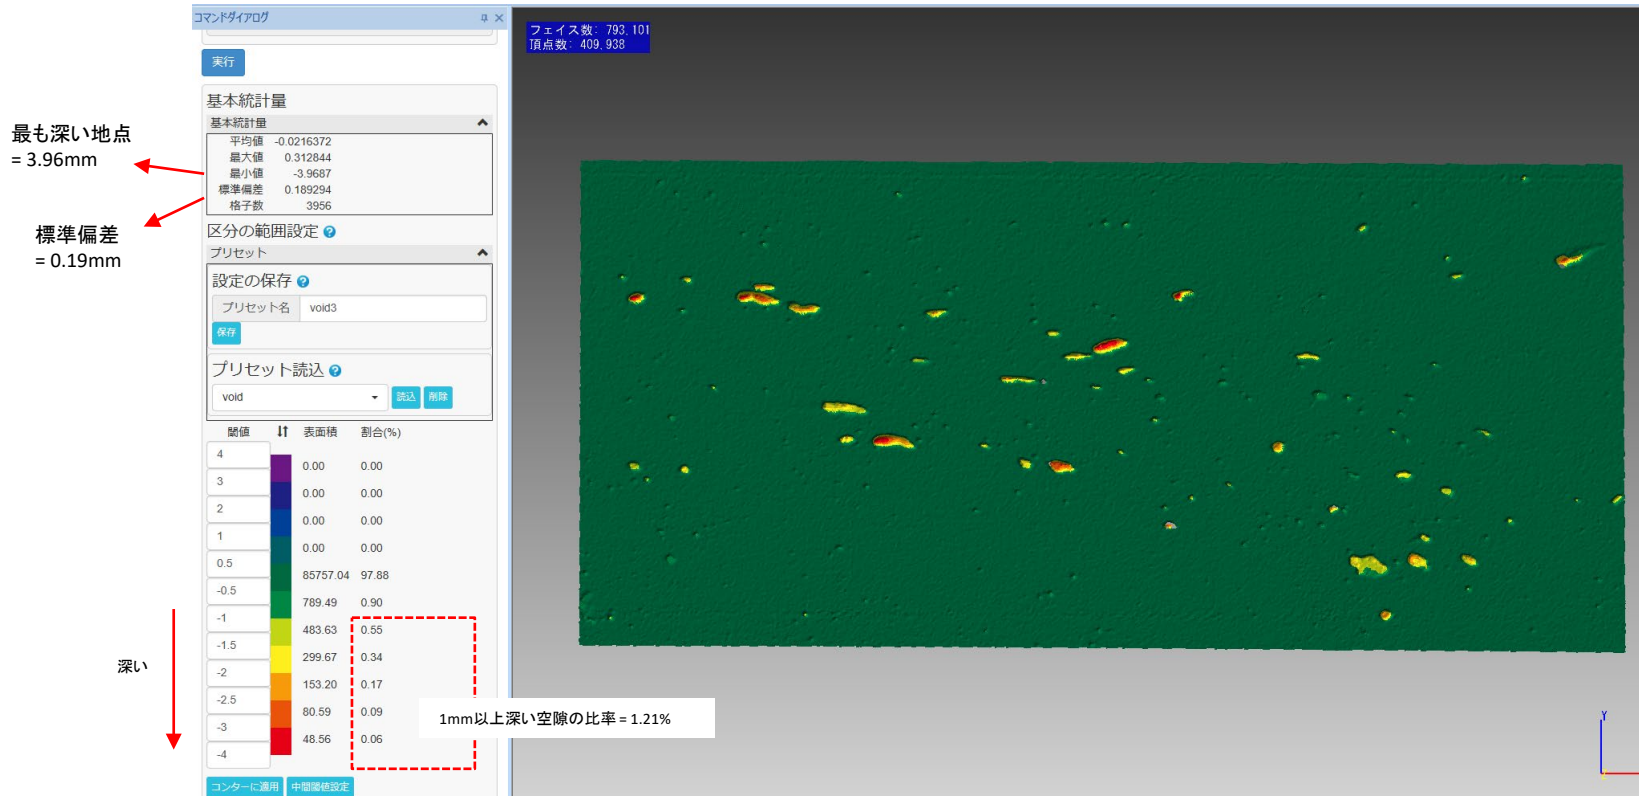 コマンドダイアログ
実行
基本統計量
基本統計量
平均値 -0.0216372
最大値 0.312844
最小値 -3.9687
標準偏差 0.189294
格子数 3956
区分の範囲設定
プリセット
設定の保存
プリセット名 void3
保存
プリセット読込
void 読込 削除
閾値 表面積 割合(%)
4
0.00 0.00
3
0.00 0.00
2
0.00 0.00
1
0.00 0.00
0.5
85757.04 97.88
-0.5
789.49 0.90
-1
483.63 0.55
-1.5
299.67 0.34
-2
153.20 0.17
-2.5
80.59 0.09
-3
48.56 0.06
-4
コンターに適用 中間閾値設定
最も深い地点
= 3.96mm
標準偏差
= 0.19mm
深い
1mm以上深い空隙の比率 = 1.21%
フェイス数: 793,101
頂点数: 409,938
Y